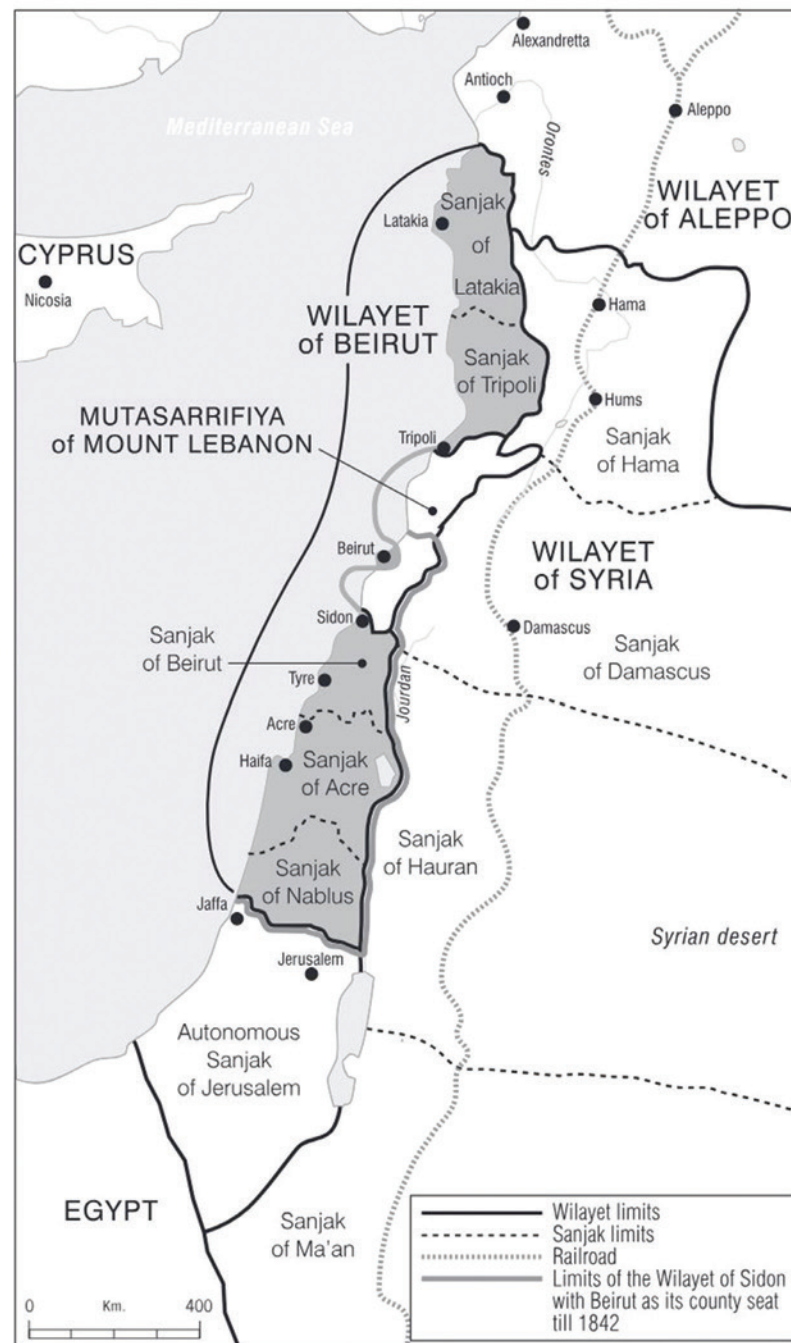 Alexandretta
Antioch
Aleppo
Mediterranean Sea
Orontes
WILAYET
of ALEPPO
Sanjak
of
Latakia
Latakia
CYPRUS
Nicosia
Hama
WILAYET
of BEIRUT
Sanjak
of Tripoli
Hums
MUTASARRIFIYA
of MOUNT LEBANON
Tripoli
Sanjak
of Hama
Beirut
WILAYET
of SYRIA
Sidon
Damascus
Sanjak
of Beirut
Sanjak
of Damascus
Tyre
Jourdan
Acre
Haifa
Sanjak
of Acre
Sanjak
of Hauran
Sanjak
of Nablus
Jaffa
Syrian desert
Jerusalem
Autonomous
Sanjak
of Jerusalem
EGYPT
Sanjak
of Ma'an
Wilayet limits
Sanjak limits
Railroad
Limits of the Wilayet of Sidon
with Beirut as its county seat
till 1842
0 Km. 400